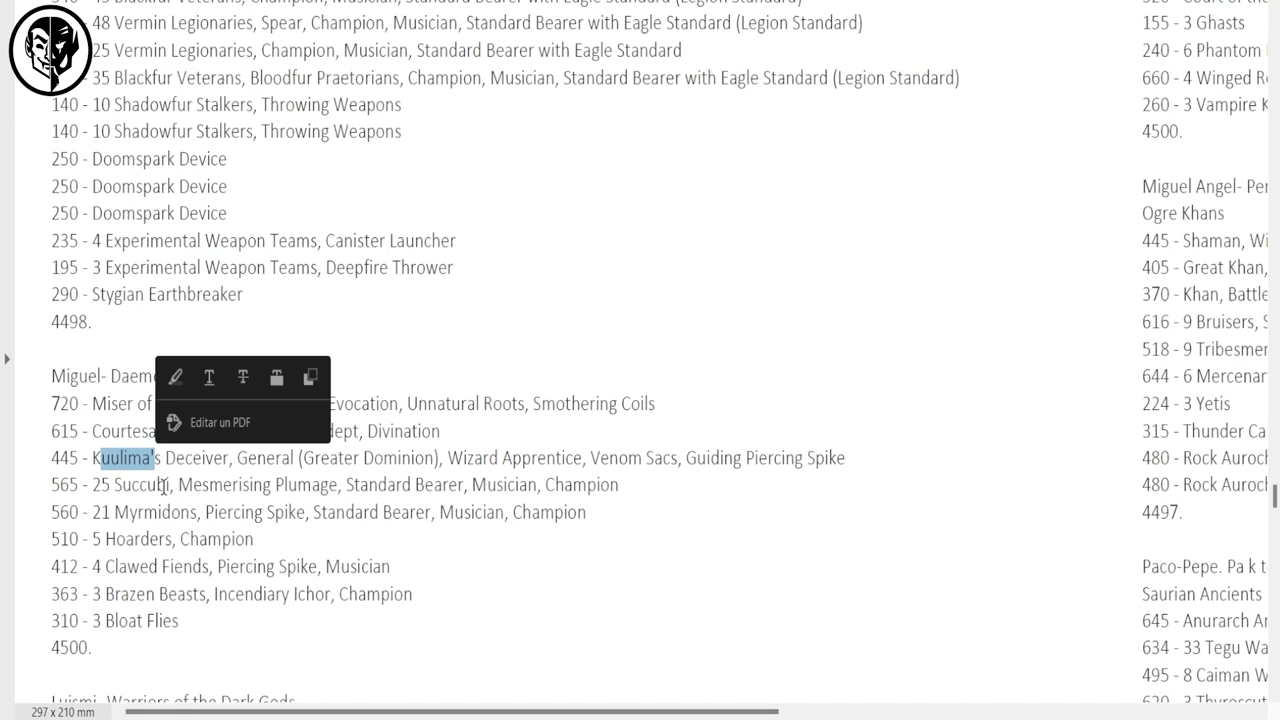 48 Vermin Legionaries, Spear, Champion, Musician, Standard Bearer with Eagle Standard (Legion Standard)
25 Vermin Legionaries, Champion, Musician, Standard Bearer with Eagle Standard
35 Blackfur Veterans, Bloodfur Praetorians, Champion, Musician, Standard Bearer with Eagle Standard (Legion Standard)
140 - 10 Shadowfur Stalkers, Throwing Weapons
140 - 10 Shadowfur Stalkers, Throwing Weapons
250 - Doomspark Device
250 - Doomspark Device
250 - Doomspark Device
235 - 4 Experimental Weapon Teams, Canister Launcher
195 - 3 Experimental Weapon Teams, Deepfire Thrower
290 - Stygian Earthbreaker
4498.
Miguel- Daem
720 - Miser of Evocation, Unnatural Roots, Smothering Coils
615 - Courtesa dept, Divination
445 - Kuulima's Deceiver, General (Greater Dominion), Wizard Apprentice, Venom Sacs, Guiding Piercing Spike
565 - 25 Succubi, Mesmerising Plumage, Standard Bearer, Musician, Champion
560 - 21 Myrmidons, Piercing Spike, Standard Bearer, Musician, Champion
510 - 5 Hoarders, Champion
412 - 4 Clawed Fiends, Piercing Spike, Musician
363 - 3 Brazen Beasts, Incendiary Ichor, Champion
310 - 3 Bloat Flies
4500.
Luismi- Warriors of the Dark Gods
Editar un PDF
155 - 3 Ghasts
240 - 6 Phantom
660 - 4 Winged Re
260 - 3 Vampire K
4500.
Miguel Angel- Per
Ogre Khans
445 - Shaman, Wi
405 - Great Khan,
370 - Khan, Battle
616 - 9 Bruisers, S
518 - 9 Tribesmen
644 - 6 Mercenar
224 - 3 Yetis
315 - Thunder Ca
480 - Rock Auroch
480 - Rock Auroch
4497.
Paco-Pepe. Pa k t
Saurian Ancients
645 - Anurarch Ar
634 - 33 Tegu Wa
495 - 8 Caiman W
297 x 210 mm